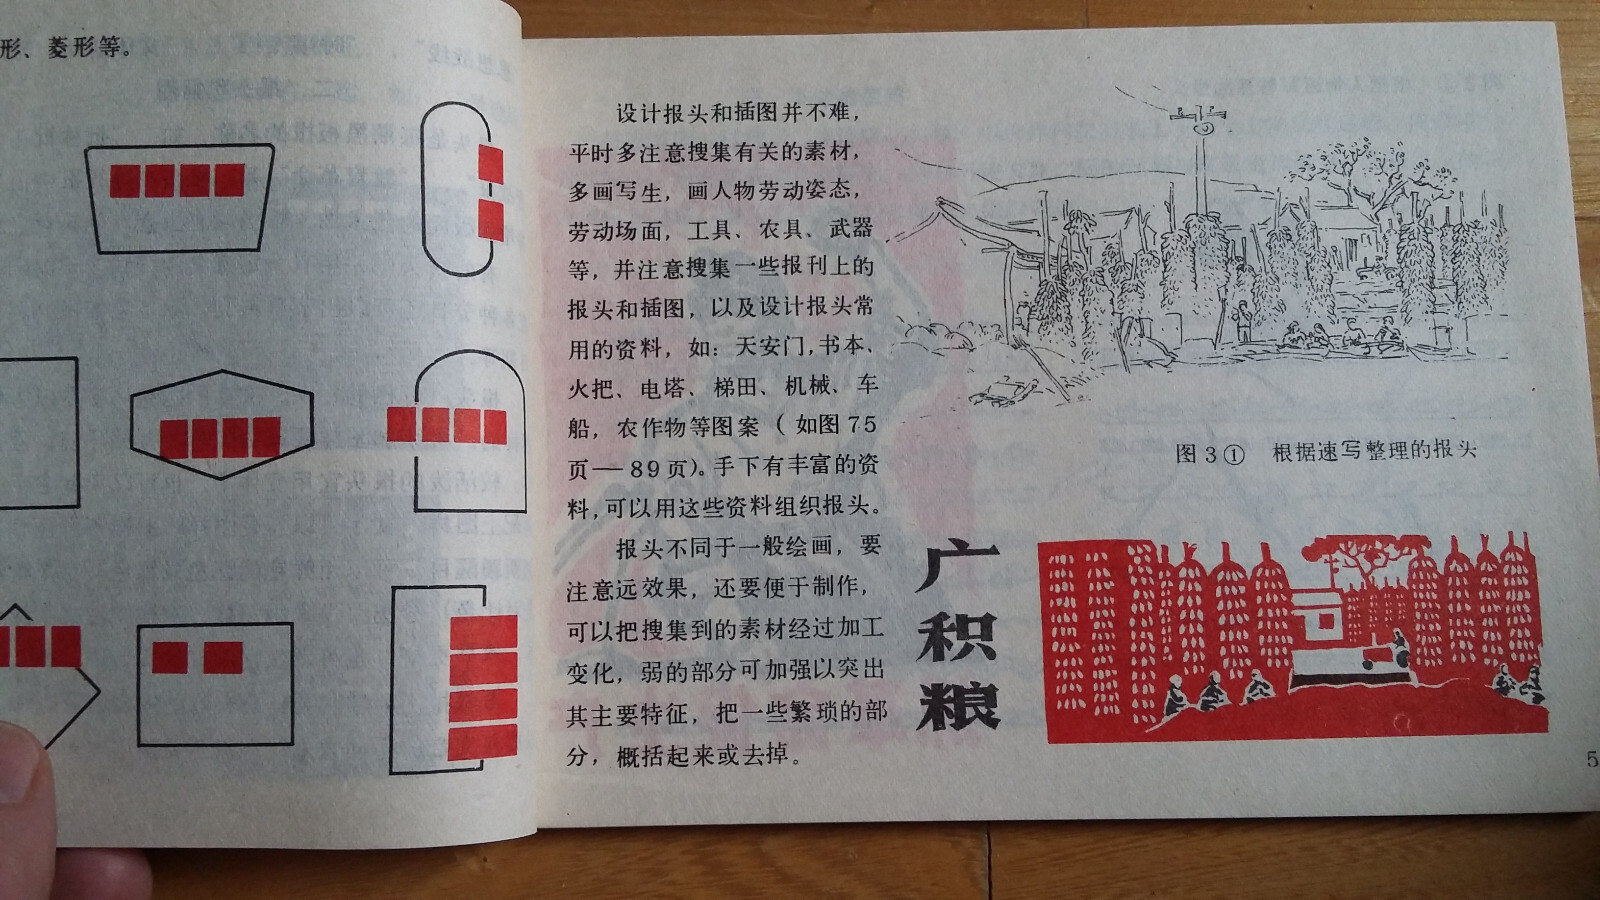 形、菱形等。
设计报头和插图并不难，
平时多注意搜集有关的素材，
多画写生，画人物劳动姿态，
劳动场面，工具、农具、武器
等，并注意搜集一些报刊上的
报头和插图，以及设计报头常
用的资料，如：天安门，书本、
火把、电塔、梯田、机械、车
船，农作物等图案（如图75
页—89页）。手下有丰富的资
料，可以用这些资料组织报头。
报头不同于一般绘画，要
注意远效果，还要便于制作，
可以把搜集到的素材经过加工
变化，弱的部分可加强以突出
其主要特征，把一些繁琐的部
分，概括起来或去掉。
图3① 根据速写整理的报头
广积粮
5